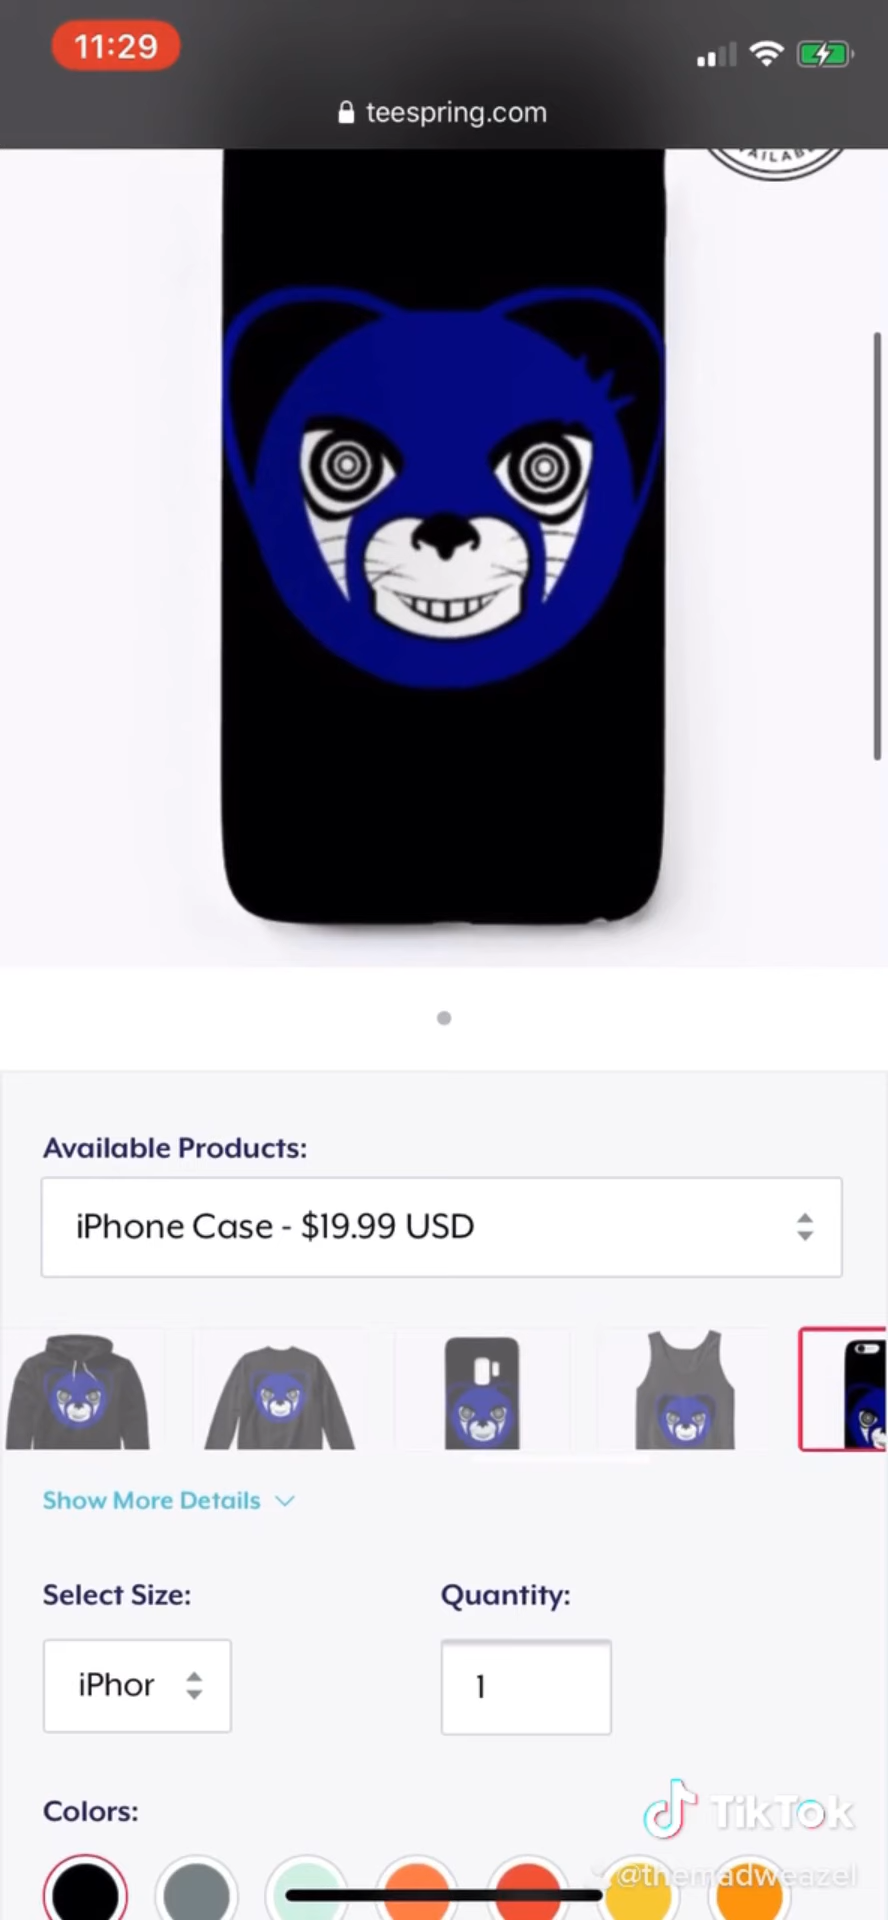 11:29
teespring.com
AILAB
Available Products:
iPhone Case - $19.99 USD
Show More Details
Select Size:
Quantity:
iPhor
1
Colors:
TikTok
@themadweazel